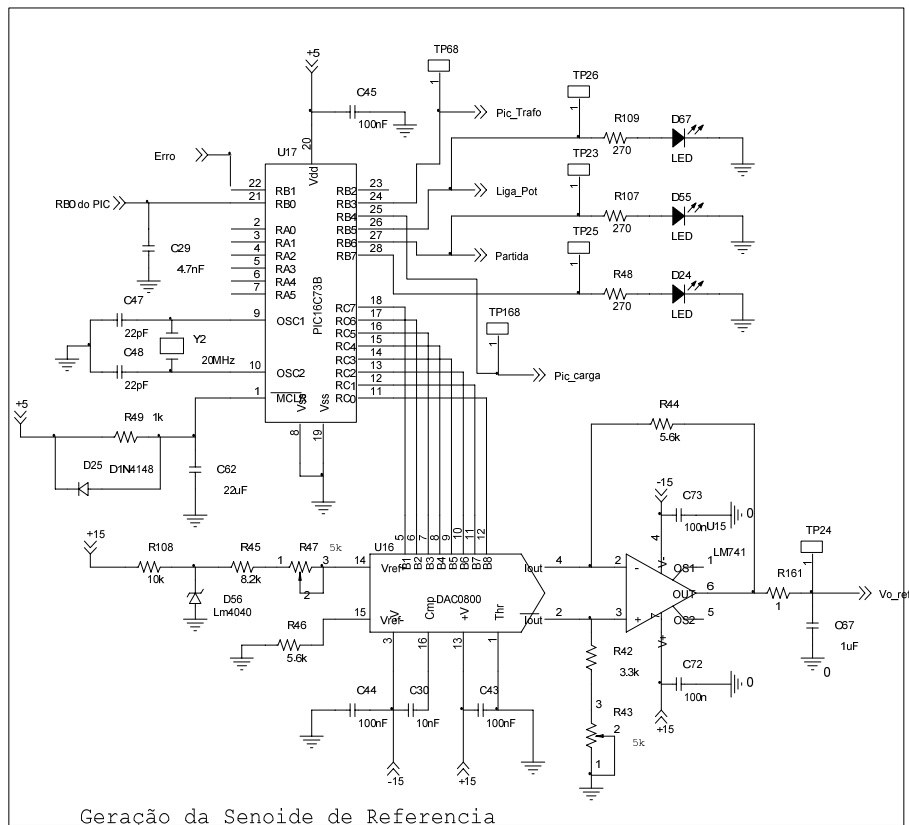 +5
TP68
1
C45
100nF
Pic_Trafo
TP26
1
R109
270
D67
LED
Erro
U17
20
Vdd
22
RB1
21
RB0
RB0 do PIC
RB2
23
RB3
24
RB4
25
RB5
26
RB6
27
RB7
28
Liga_Pot
TP23
1
R107
270
D55
LED
Partida
TP25
1
R48
270
D24
LED
C29
4.7nF
2
RA0
3
RA1
4
RA2
5
RA3
6
RA4
7
RA5
PIC16C73B
C47
22pF
Y2
20MHz
C48
22pF
9
OSC1
10
OSC2
1
MCLR
RC7
18
RC6
17
RC5
16
RC4
15
RC3
14
RC2
13
RC1
12
RC0
11
TP168
1
Pic_carga
Vss
Vss
8
19
+5
R49
1k
D25
D1N4148
C62
22uF
R44
5.6k
-15
C73
100n
0
U15
LM741
TP24
1
+15
R108
10k
R45
8.2k
1
R47
5k
3
2
D56
Lm4040
U16
5
6
7
8
9
10
11
12
B1
B2
B3
B4
B5
B6
B7
B8
14
Vref-
15
Vref-
DAC0800
Iout
4
Iout
2
-V
Cmp
+V
Thr
3
16
13
1
R46
5.6k
2
-
3
+
4
V-
OS1
1
OUT
6
OS2
5
7
V+
R161
1
Vo_ref
C67
1uF
0
R42
3.3k
3
R43
2
5k
1
C72
100n
0
+15
C44
100nF
C30
10nF
C43
100nF
-15
+15
Geração da Senoide de Referencia